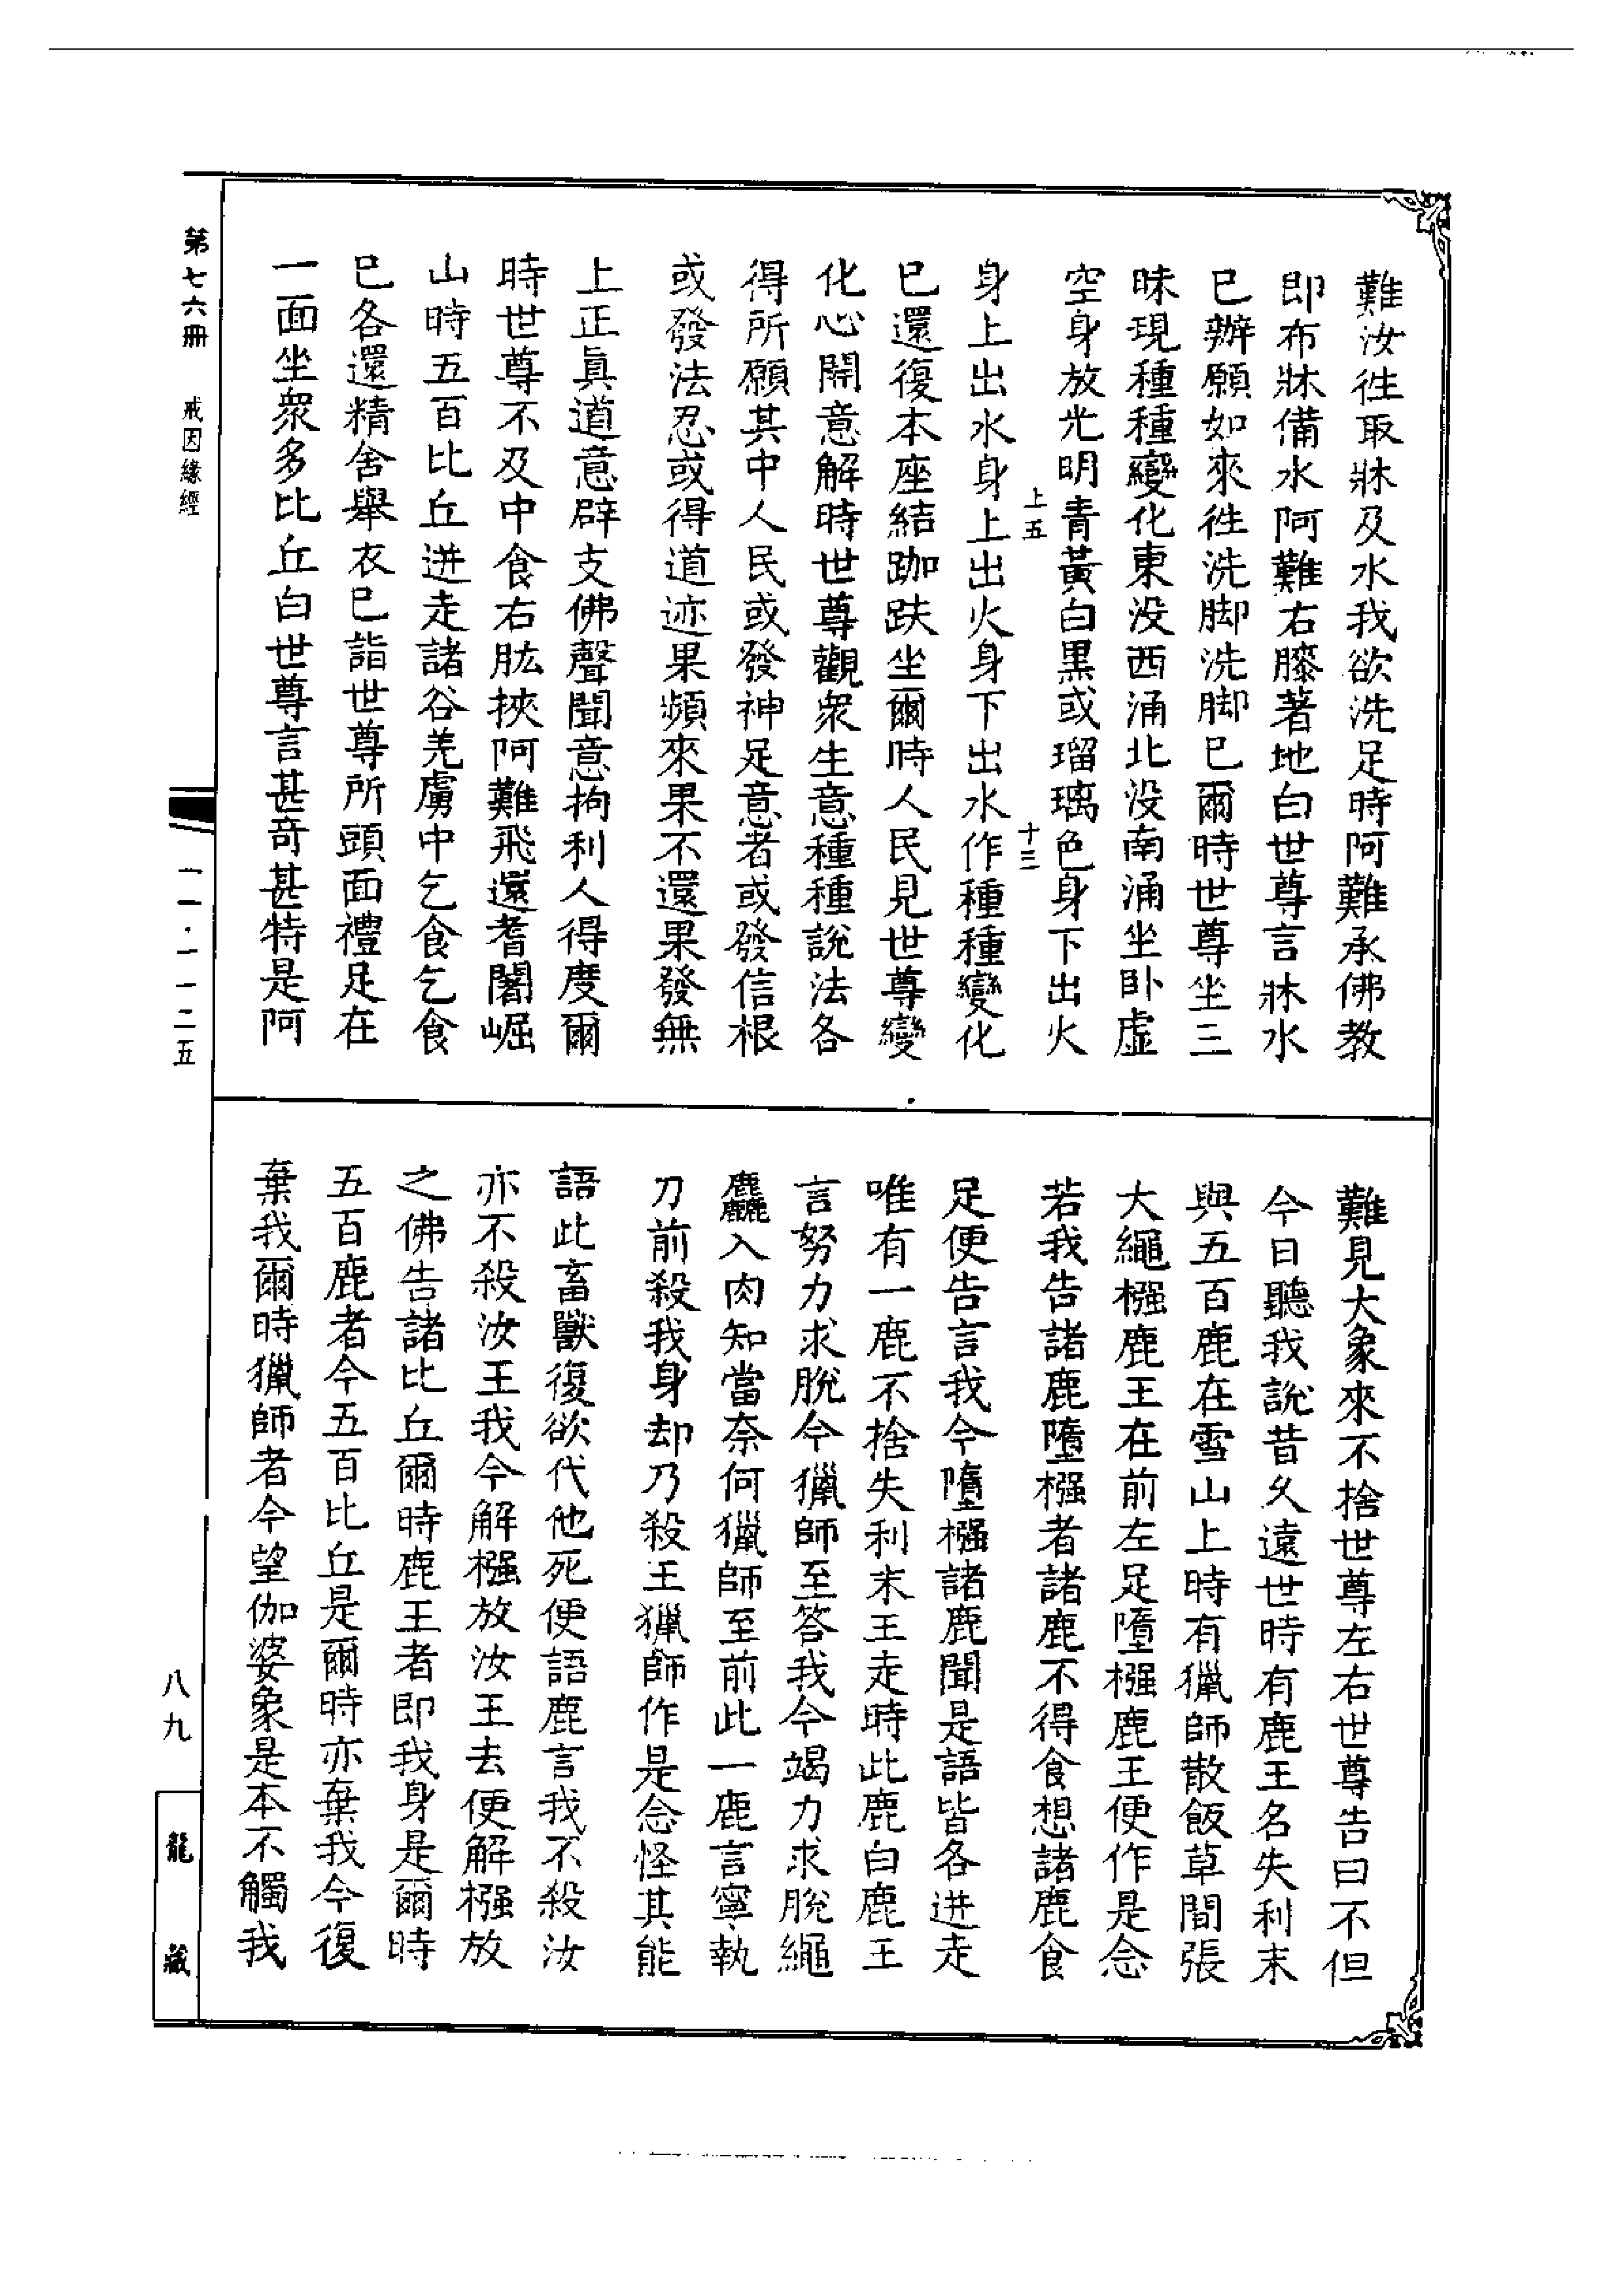 難汝徃取牀及水我欲洗足時阿難承佛教
即布牀備水阿難右膝著地白世尊言牀水
已辦願如來徃洗脚洗脚已爾時世尊坐三
昧現種種變化東没西涌北没南涌坐卧虛
空身放光明青黃白黒或瑠璃色身下出火
上五
十三
身上出水身上出火身下出水作種種變化
已還復本座結跏趺坐爾時人民見世尊變
化心開意解時世尊觀衆生意種種說法各
得所願其中人民或發神足意者或發信根
或發法忍或得道迹果頻來果不還果發無
上正眞道意辟支佛聲聞意拘利人得度爾
時世尊不及中食右肱挾阿難飛還耆闍崛
山時五百比丘迸走諸谷羌虜中乞食乞食
已各還精舍舉衣已詣世尊所頭面禮足在
一面坐衆多比丘白世尊言甚奇甚特是阿
難見大象來不捨世尊左右世尊告曰不但
今日聽我說昔久遠世時有鹿王名失利末
與五百鹿在雪山上時有獵師散飯草間張
大繩摾鹿王在前左足墮摾鹿王便作是念
若我告諸鹿墮摾者諸鹿不得食想諸鹿食
足便告言我今墮摾諸鹿聞是語皆各迸走
唯有一鹿不捨失利末王走時此鹿白鹿王
言努力求脫今獵師至答我今竭力求脫繩
麤入肉知當奈何獵師至前此一鹿言寧執
刀前殺我身却乃殺王獵師作是念怪其能
語此畜獸復欲代他死便語鹿言我不殺汝
亦不殺汝王我今解摾放汝王去便解摾放
之佛告諸比丘爾時鹿王者即我身是爾時
五百鹿者今五百比丘是爾時亦棄我今復
棄我爾時獵師者今望伽婆象是本不觸我
第七六冊
戒因緣經
一一·一一二五
八九
龍藏